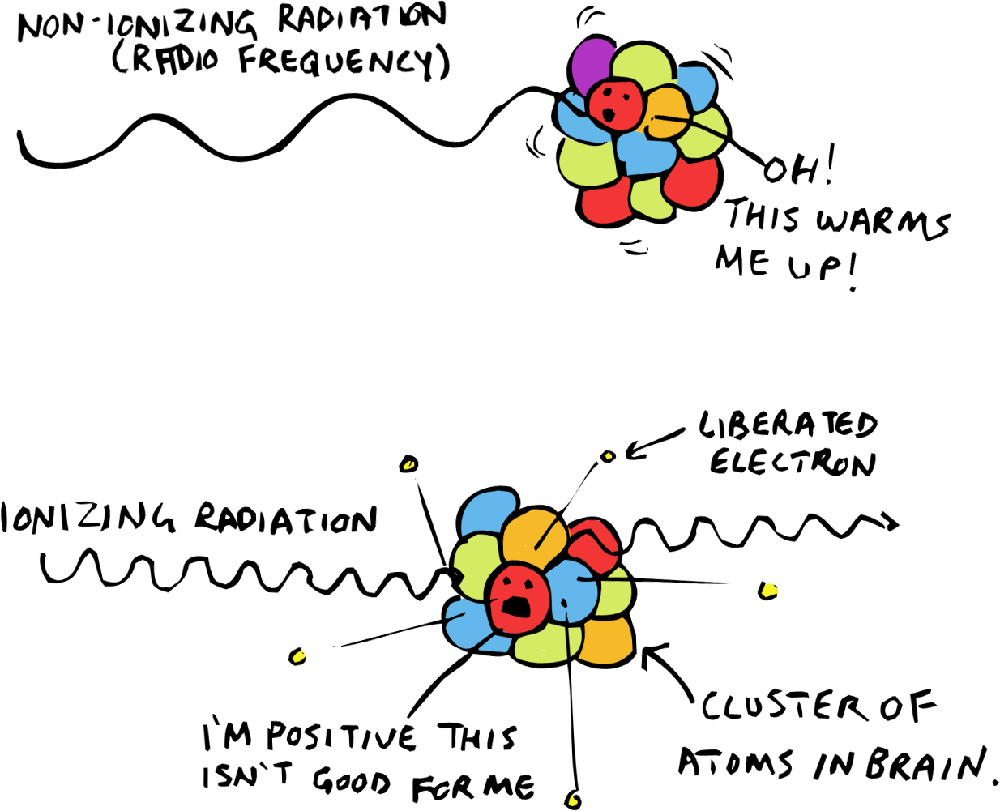 NON-IONIZING RADIATION
(RADIO FREQUENCY)
OH!
THIS WARMS
ME UP!
LIBERATED
ELECTRON
IONIZING RADIATION
CLUSTER OF
ATOMS IN BRAIN.
I'M POSITIVE THIS
ISN'T GOOD FOR ME